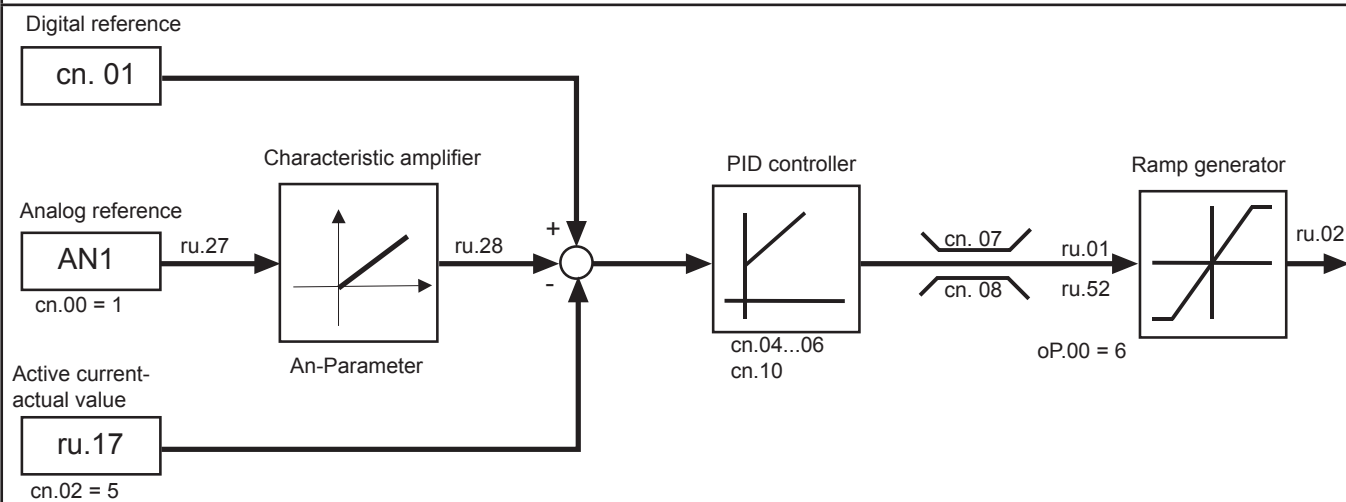 Digital reference
cn. 01
Characteristic amplifier
PID controller
Ramp generator
Analog reference
AN1
ru.27
ru.28
+
-
cn. 07
cn. 08
ru.01
ru.52
ru.02
cn.00 = 1
An-Parameter
cn.04...06
cn.10
oP.00 = 6
Active current-
actual value
ru.17
cn.02 = 5